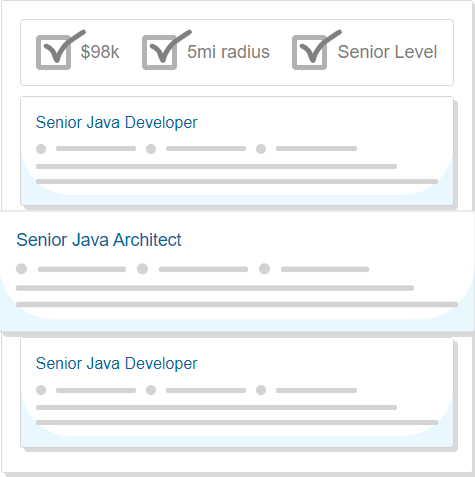 $98k 5mi radius Senior Level
Senior Java Developer
Senior Java Architect
Senior Java Developer